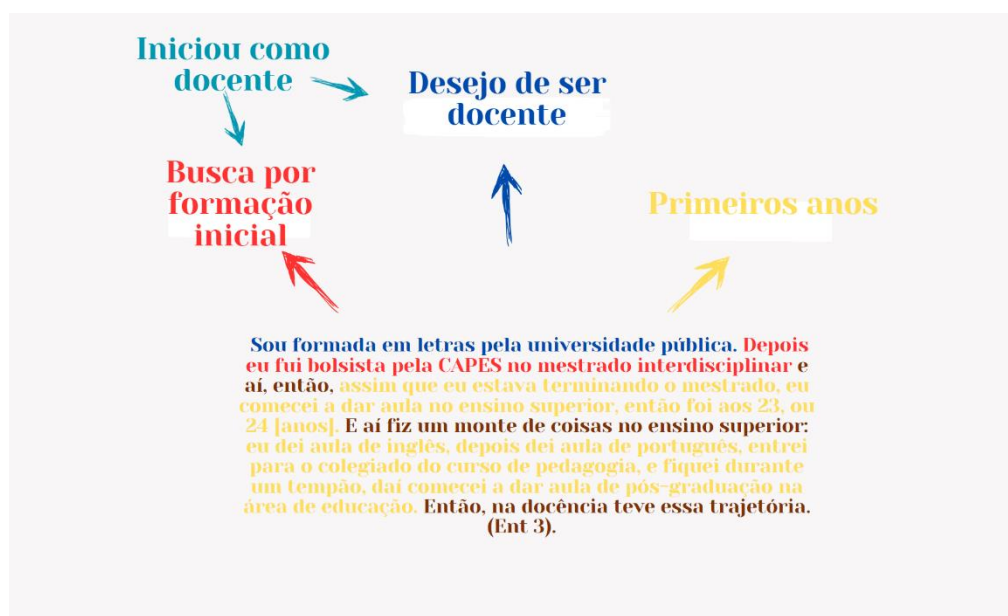 Iniciou como
docente
Desejo de ser
docente
Busca por
formação
inicial
Primeiros anos
Sou formada em letras pela universidade pública. Depois
eu fui bolsista pela CAPES no mestrado interdisciplinar e
aí, então, assim que eu estava terminando o mestrado, eu
comecei a dar aula no ensino superior, então foi aos 23, ou
24 [anos]. E aí fiz um monte de coisas no ensino superior:
eu dei aula de inglês, depois dei aula de português, entrei
para o colegiado do curso de pedagogia, e fiquei durante
um tempão, daí comecei a dar aula de pós-graduação na
área de educação. Então, na docência teve essa trajetória.
(Ent 3).